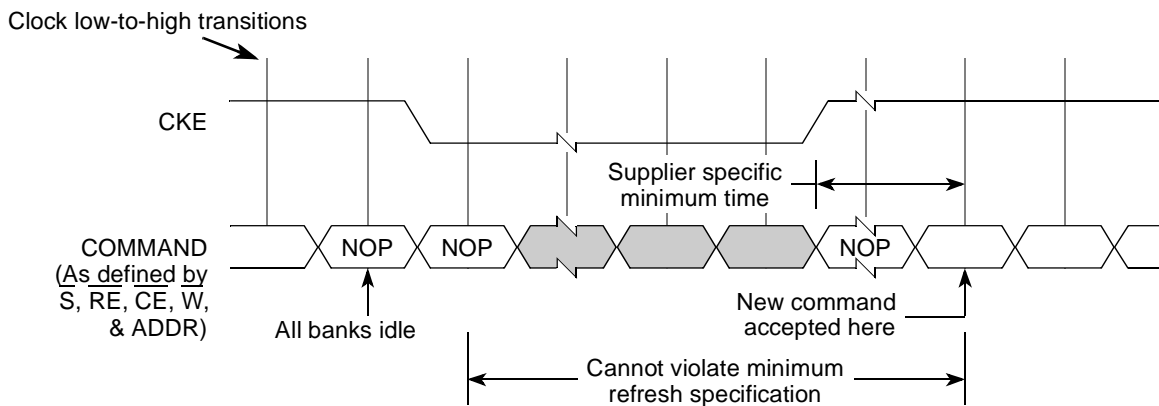 Clock low-to-high transitions
CKE
Supplier specific
minimum time
COMMAND
(As defined by
S, RE, CE, W,
& ADDR)
NOP
NOP
NOP
All banks idle
New command
accepted here
Cannot violate minimum
refresh specification